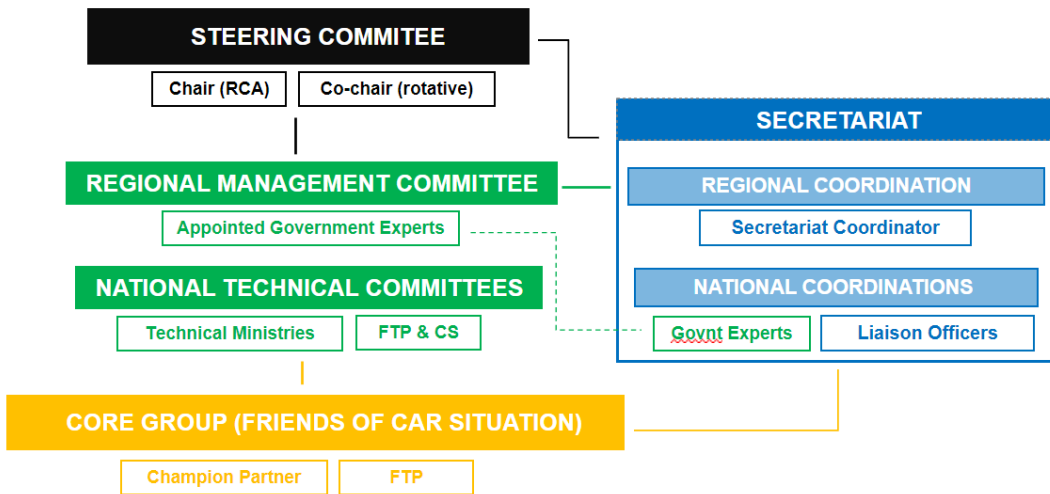 STEERING COMMITEE
Chair (RCA)
Co-chair (rotative)
REGIONAL MANAGEMENT COMMITTEE
Appointed Government Experts
NATIONAL TECHNICAL COMMITTEES
Technical Ministries
FTP & CS
SECRETARIAT
REGIONAL COORDINATION
Secretariat Coordinator
NATIONAL COORDINATIONS
Govnt Experts
Liaison Officers
CORE GROUP (FRIENDS OF CAR SITUATION)
Champion Partner
FTP